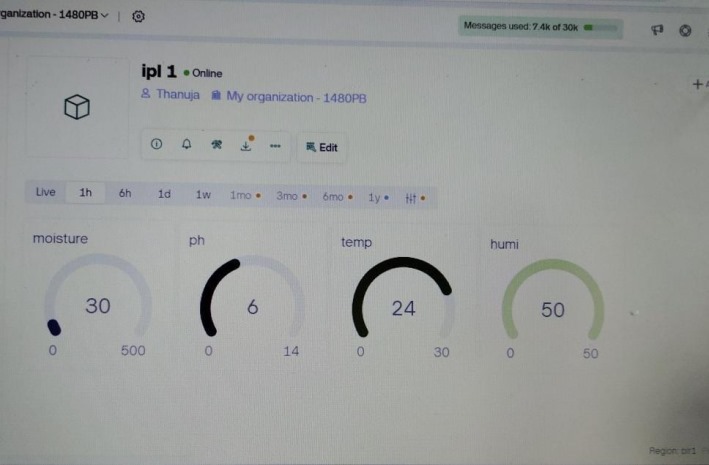 ganization - 1480PB
Messages used: 7.4k of 30k
ipl 1 Online
Thanuja My organization - 1480PB
Edit
Live 1h 6h 1d 1w 1mo 3mo 6mo 1y
moisture ph temp humi
30 6 24 50
0 500 0 14 0 30 0 50
Region: